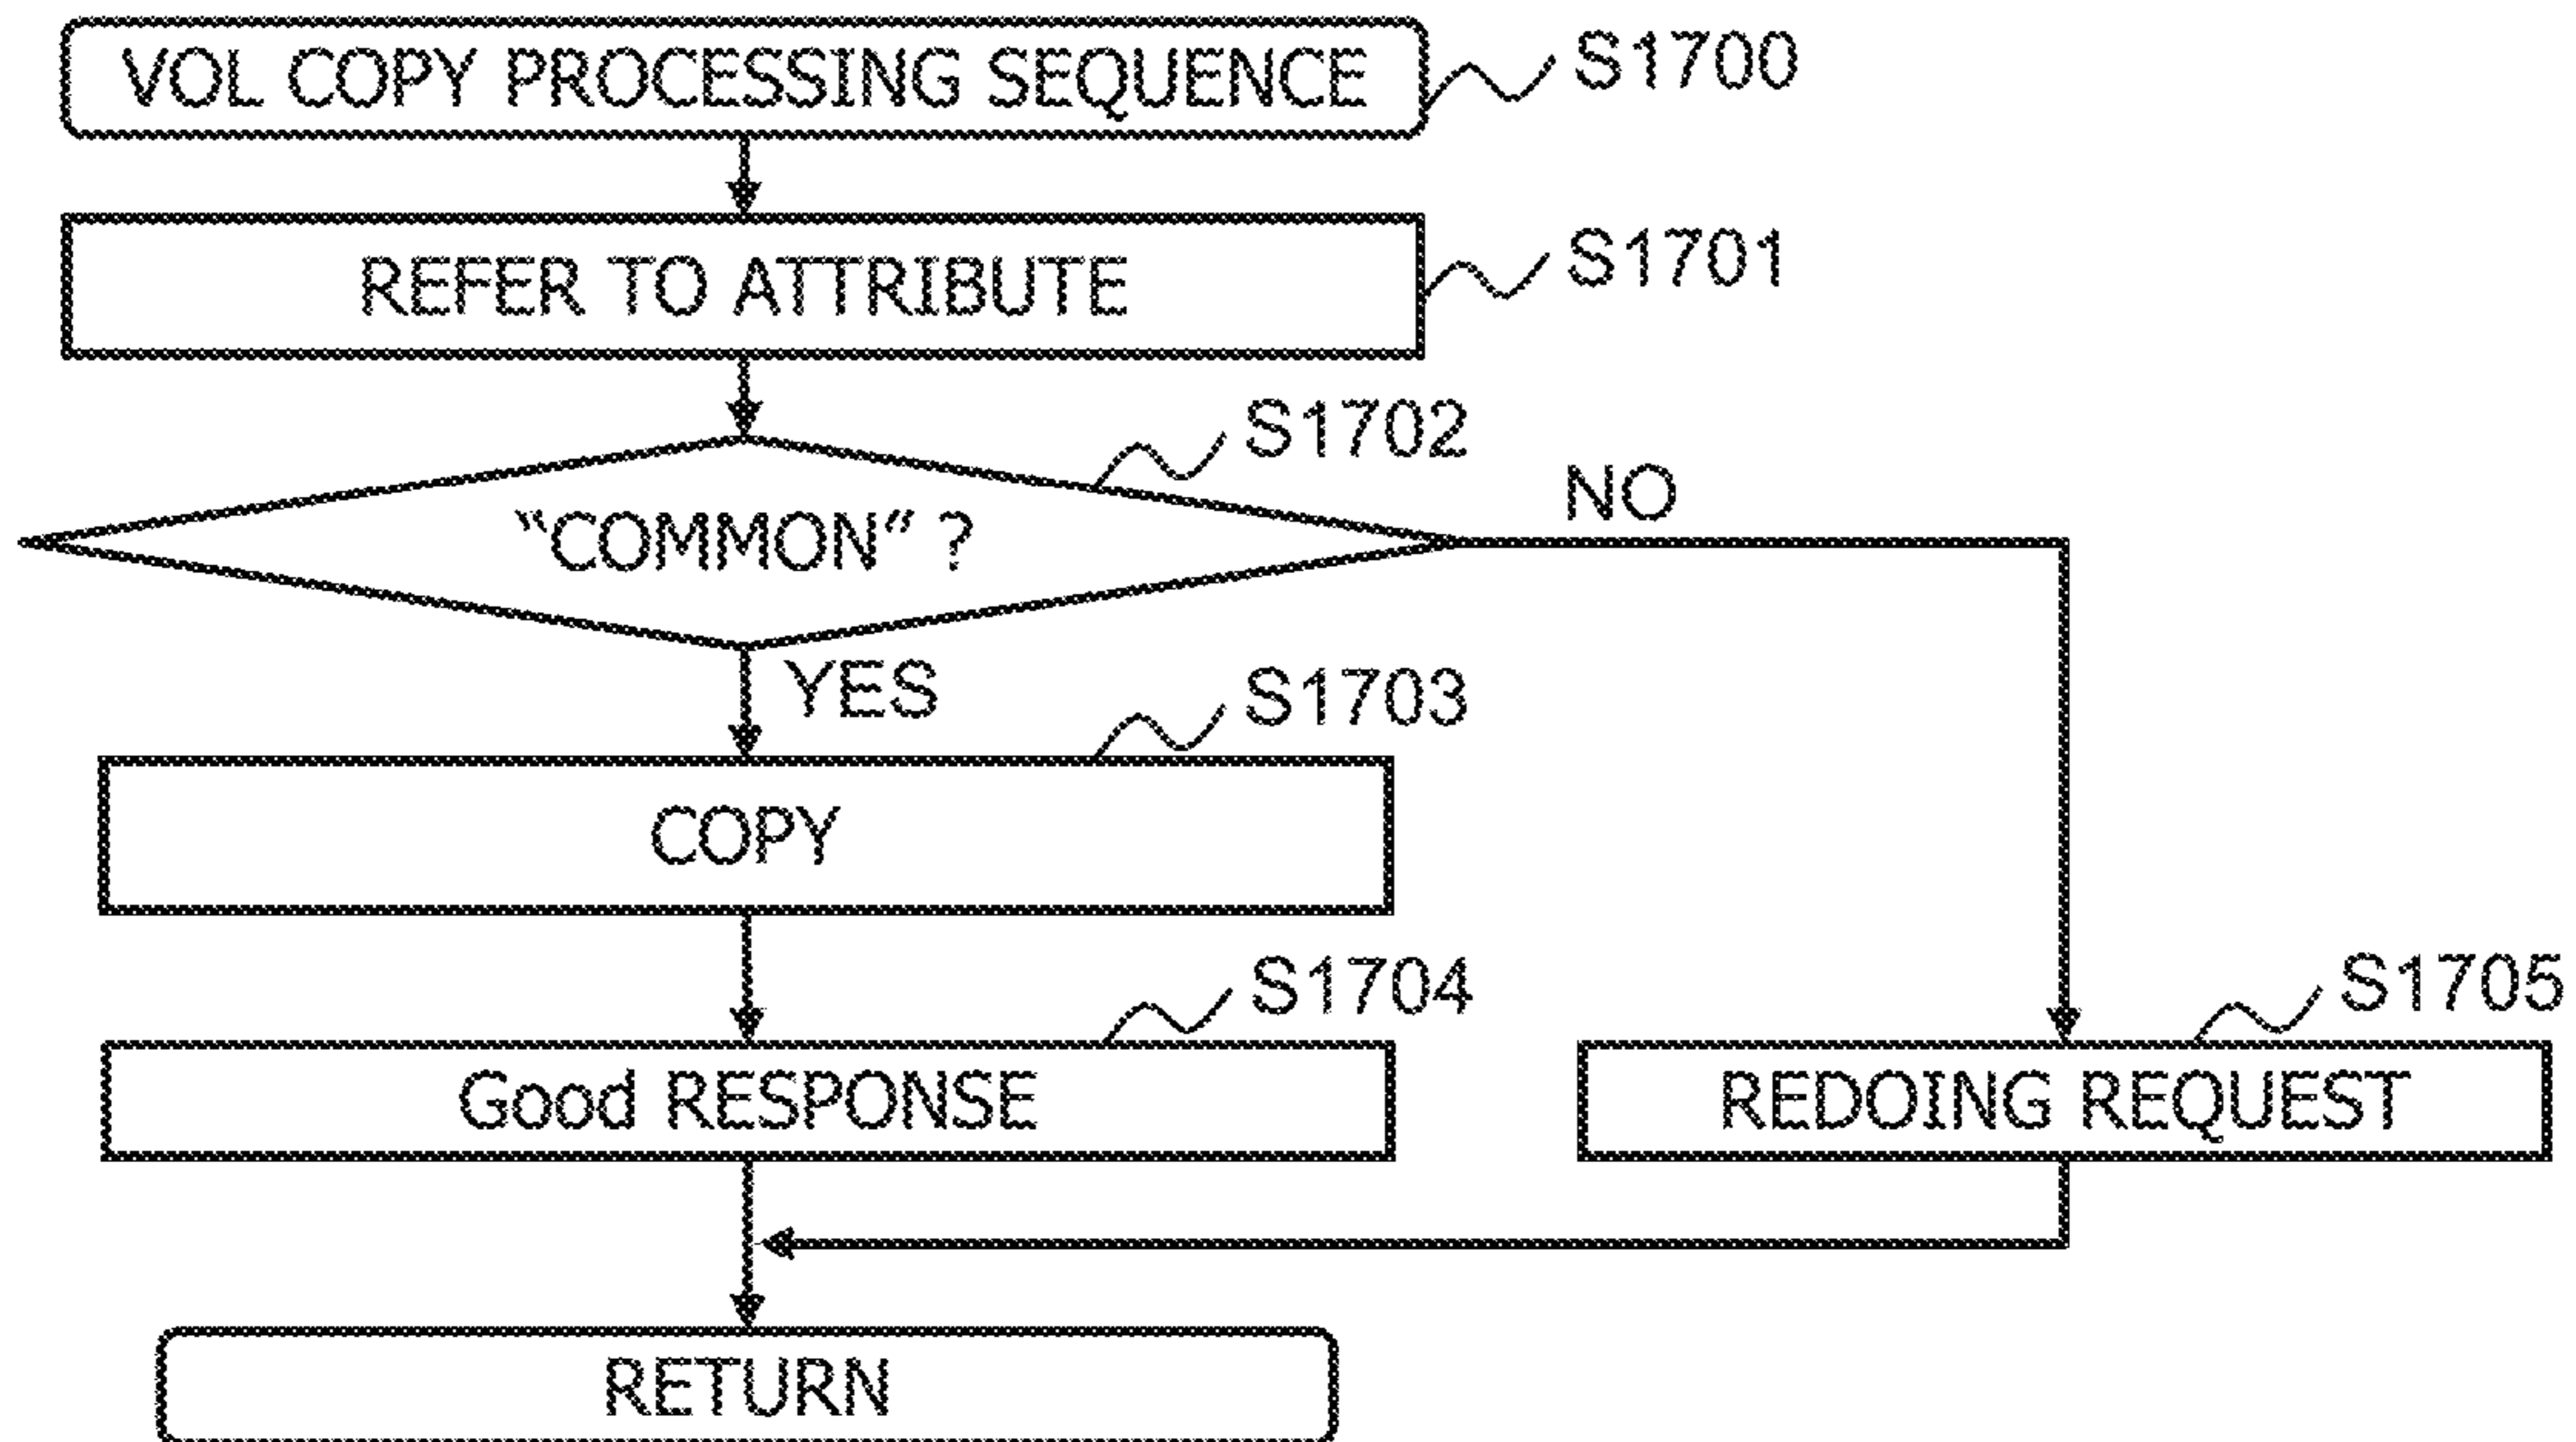 VOL COPY PROCESSING SEQUENCE
S1700
REFER TO ATTRIBUTE
S1701
S1702
“COMMON” ?
NO
YES
S1703
COPY
S1704
Good RESPONSE
S1705
REDOING REQUEST
RETURN